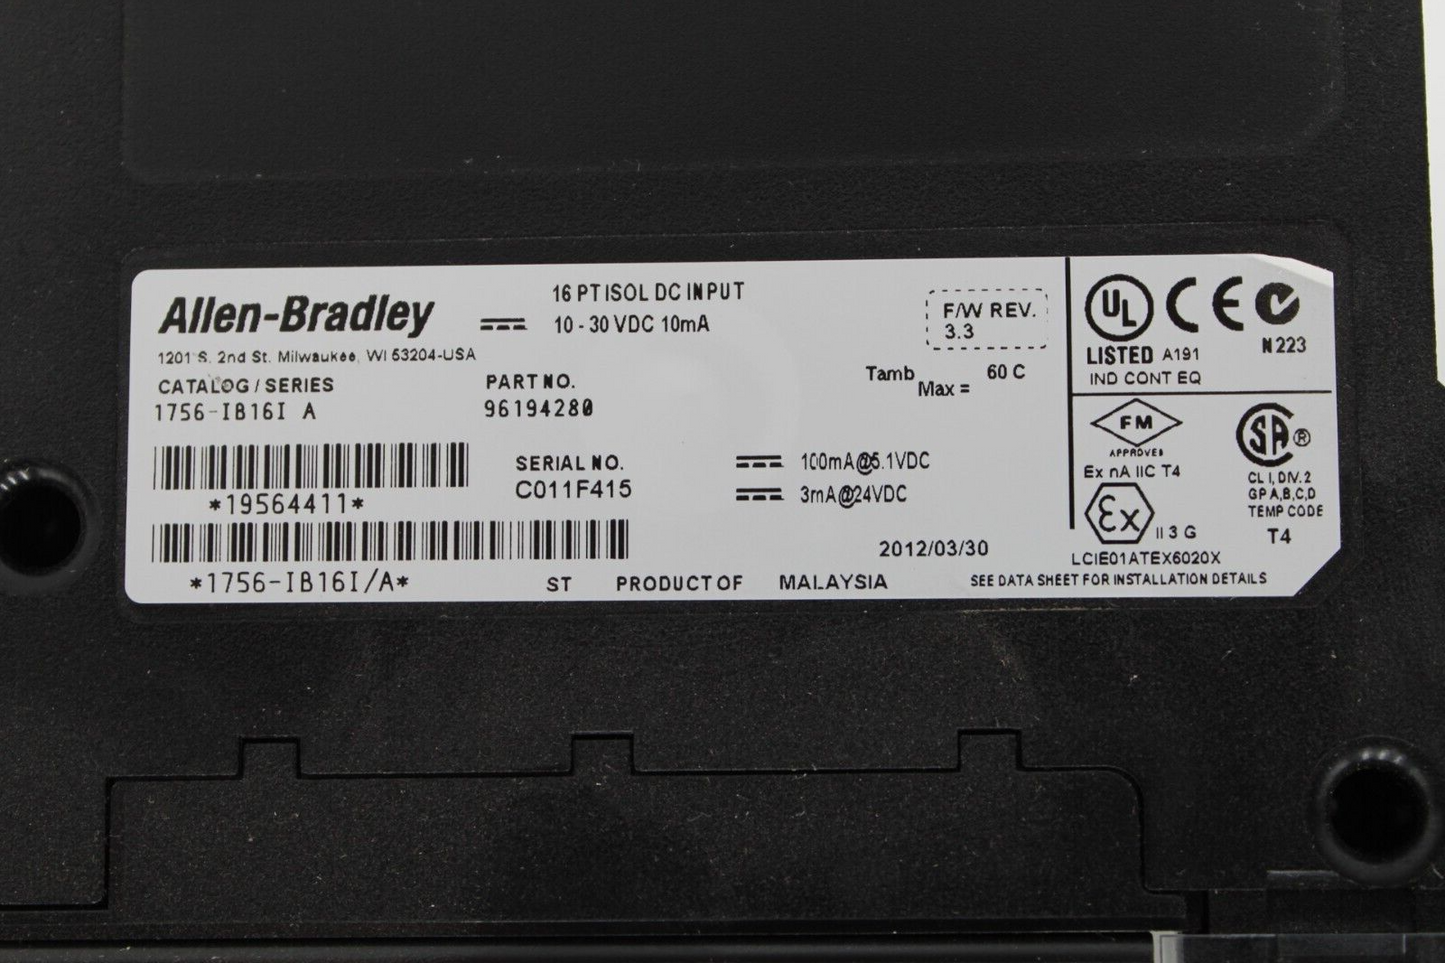 Allen-Bradley
16 PT ISOL DC INPUT
10 - 30 VDC 10mA
F/W REV.
3.3
1201 S. 2nd St. Milwaukee, WI 53204-USA
CATALOG / SERIES
1756-IB16I A
PART NO.
96194280
Tamb Max = 60 C
*19564411*
SERIAL NO.
C011F415
100mA@5.1VDC
3mA@24VDC
*1756-IB16I/A*
2012/03/30
ST PRODUCT OF MALAYSIA
UL
LISTED A191
IND CONT EQ
CE
N223
FM
APPROVED
Ex nA IIC T4
Ex
II 3 G
SA®
CL I, DIV. 2
GP A,B,C,D
TEMP CODE
T4
LCIE01ATEX6020X
SEE DATA SHEET FOR INSTALLATION DETAILS